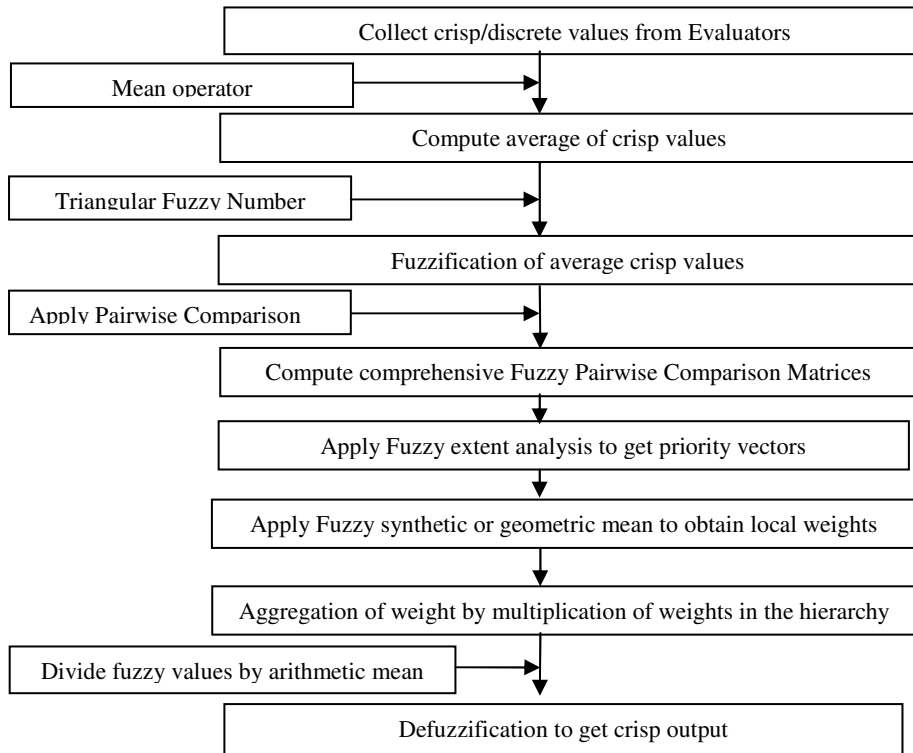 Collect crisp/discrete values from Evaluators
Mean operator
Compute average of crisp values
Triangular Fuzzy Number
Fuzzification of average crisp values
Apply Pairwise Comparison
Compute comprehensive Fuzzy Pairwise Comparison Matrices
Apply Fuzzy extent analysis to get priority vectors
Apply Fuzzy synthetic or geometric mean to obtain local weights
Aggregation of weight by multiplication of weights in the hierarchy
Divide fuzzy values by arithmetic mean
Defuzzification to get crisp output